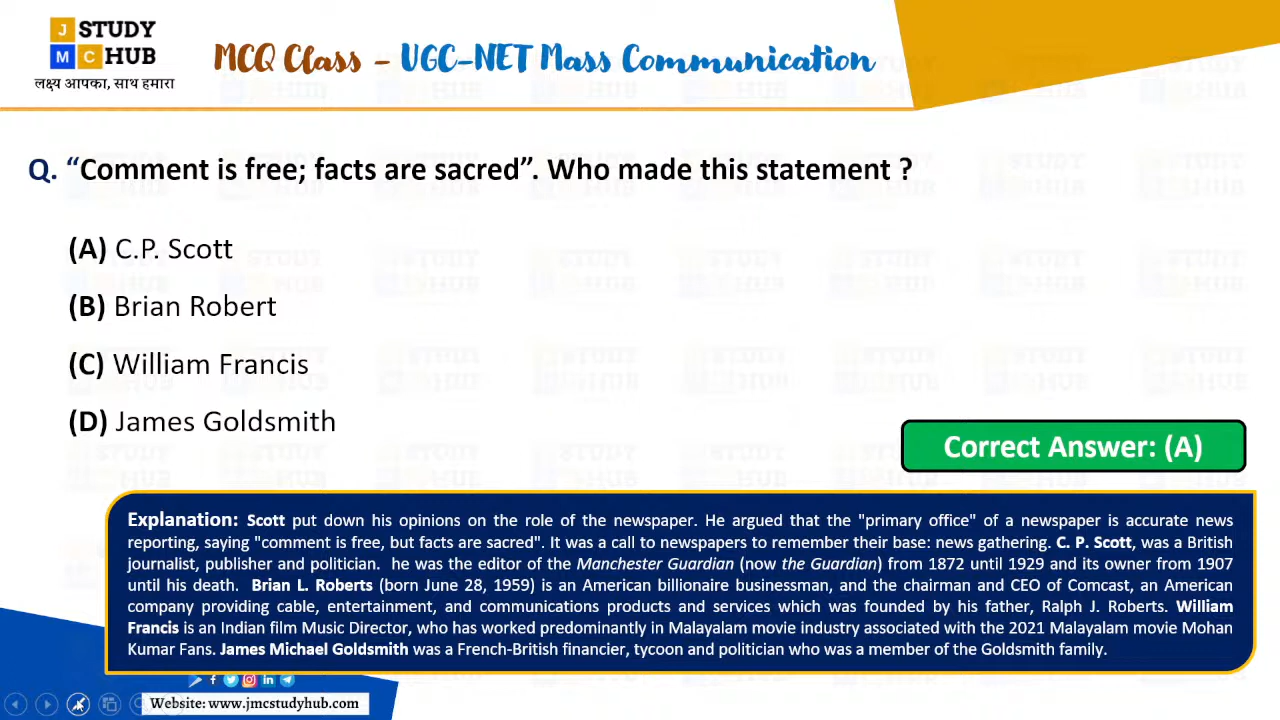 J STUDY
M C HUB
लक्ष्य आपका, साथ हमारा
MCQ Class – UGC-NET Mass Communication
Q. “Comment is free; facts are sacred”. Who made this statement ?
(A) C.P. Scott
(B) Brian Robert
(C) William Francis
(D) James Goldsmith
Correct Answer: (A)
Explanation: Scott put down his opinions on the role of the newspaper. He argued that the "primary office" of a newspaper is accurate news
reporting, saying "comment is free, but facts are sacred". It was a call to newspapers to remember their base: news gathering. C. P. Scott, was a British
journalist, publisher and politician. he was the editor of the Manchester Guardian (now the Guardian) from 1872 until 1929 and its owner from 1907
until his death. Brian L. Roberts (born June 28, 1959) is an American billionaire businessman, and the chairman and CEO of Comcast, an American
company providing cable, entertainment, and communications products and services which was founded by his father, Ralph J. Roberts. William
Francis is an Indian film Music Director, who has worked predominantly in Malayalam movie industry associated with the 2021 Malayalam movie Mohan
Kumar Fans. James Michael Goldsmith was a French-British financier, tycoon and politician who was a member of the Goldsmith family.
Website: www.jmcstudyhub.com